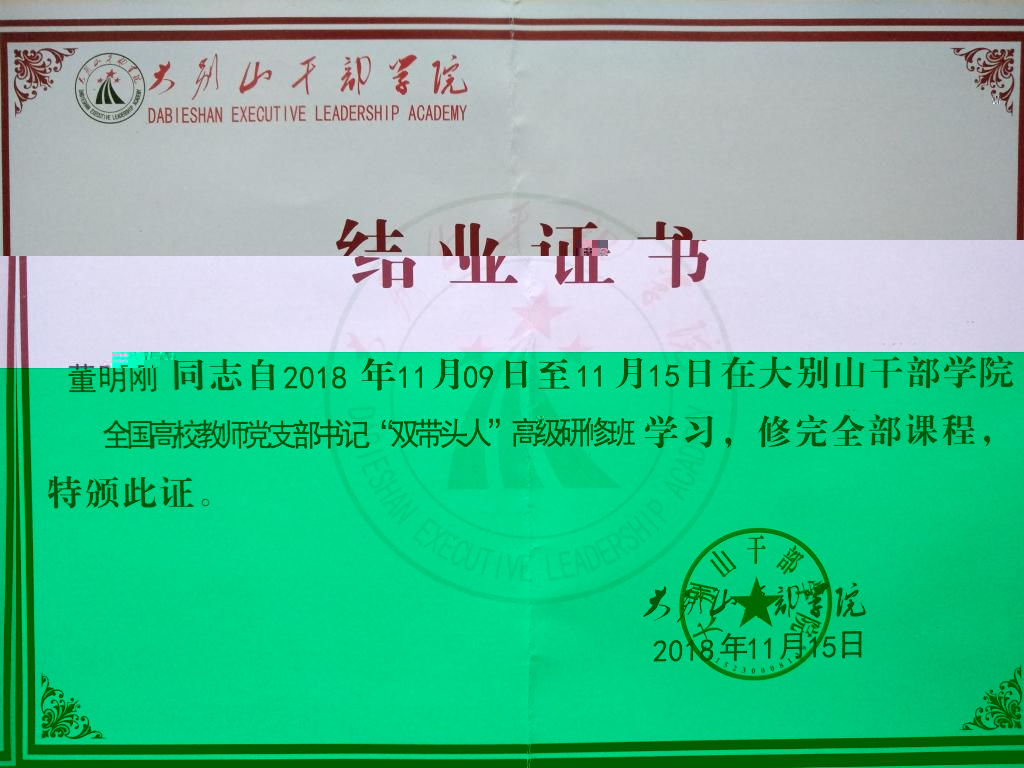 大别山干部学院
DABIESHAN EXECUTIVE LEADERSHIP ACADEMY
结业证书
董明刚 同志自2018 年11月09日至11月15日在大别山干部学院
全国高校教师党支部书记“双带头人”高级研修班 学习，修完全部课程，
特颁此证。
大别山干部学院
2018年11月15日